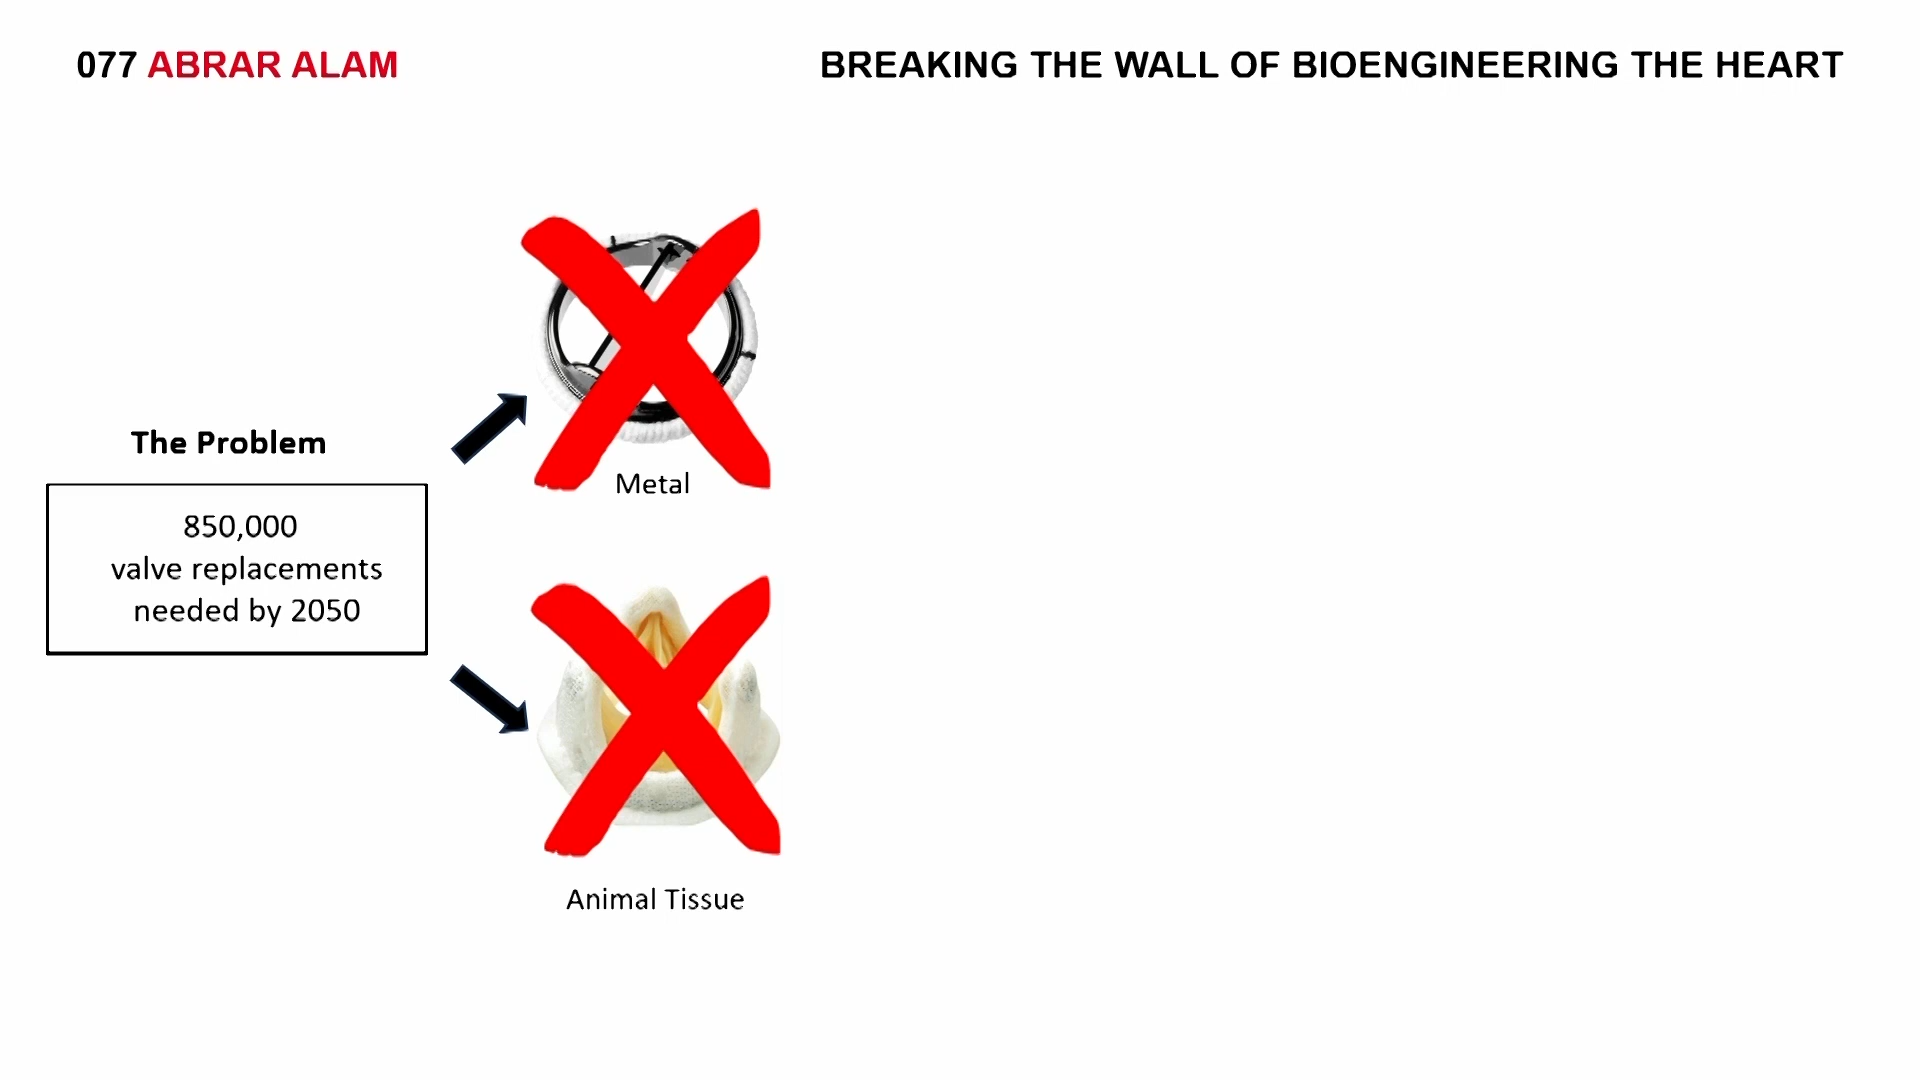 077 ABRAR ALAM
BREAKING THE WALL OF BIOENGINEERING THE HEART
The Problem
850,000
valve replacements
needed by 2050
Metal
Animal Tissue